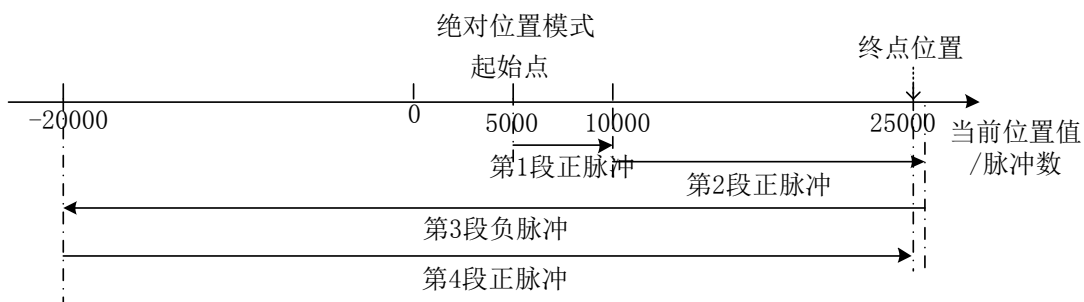 绝对位置模式
起始点
终点位置
-20000
0
5000
10000
25000
当前位置值
/脉冲数
第1段正脉冲
第2段正脉冲
第3段负脉冲
第4段正脉冲